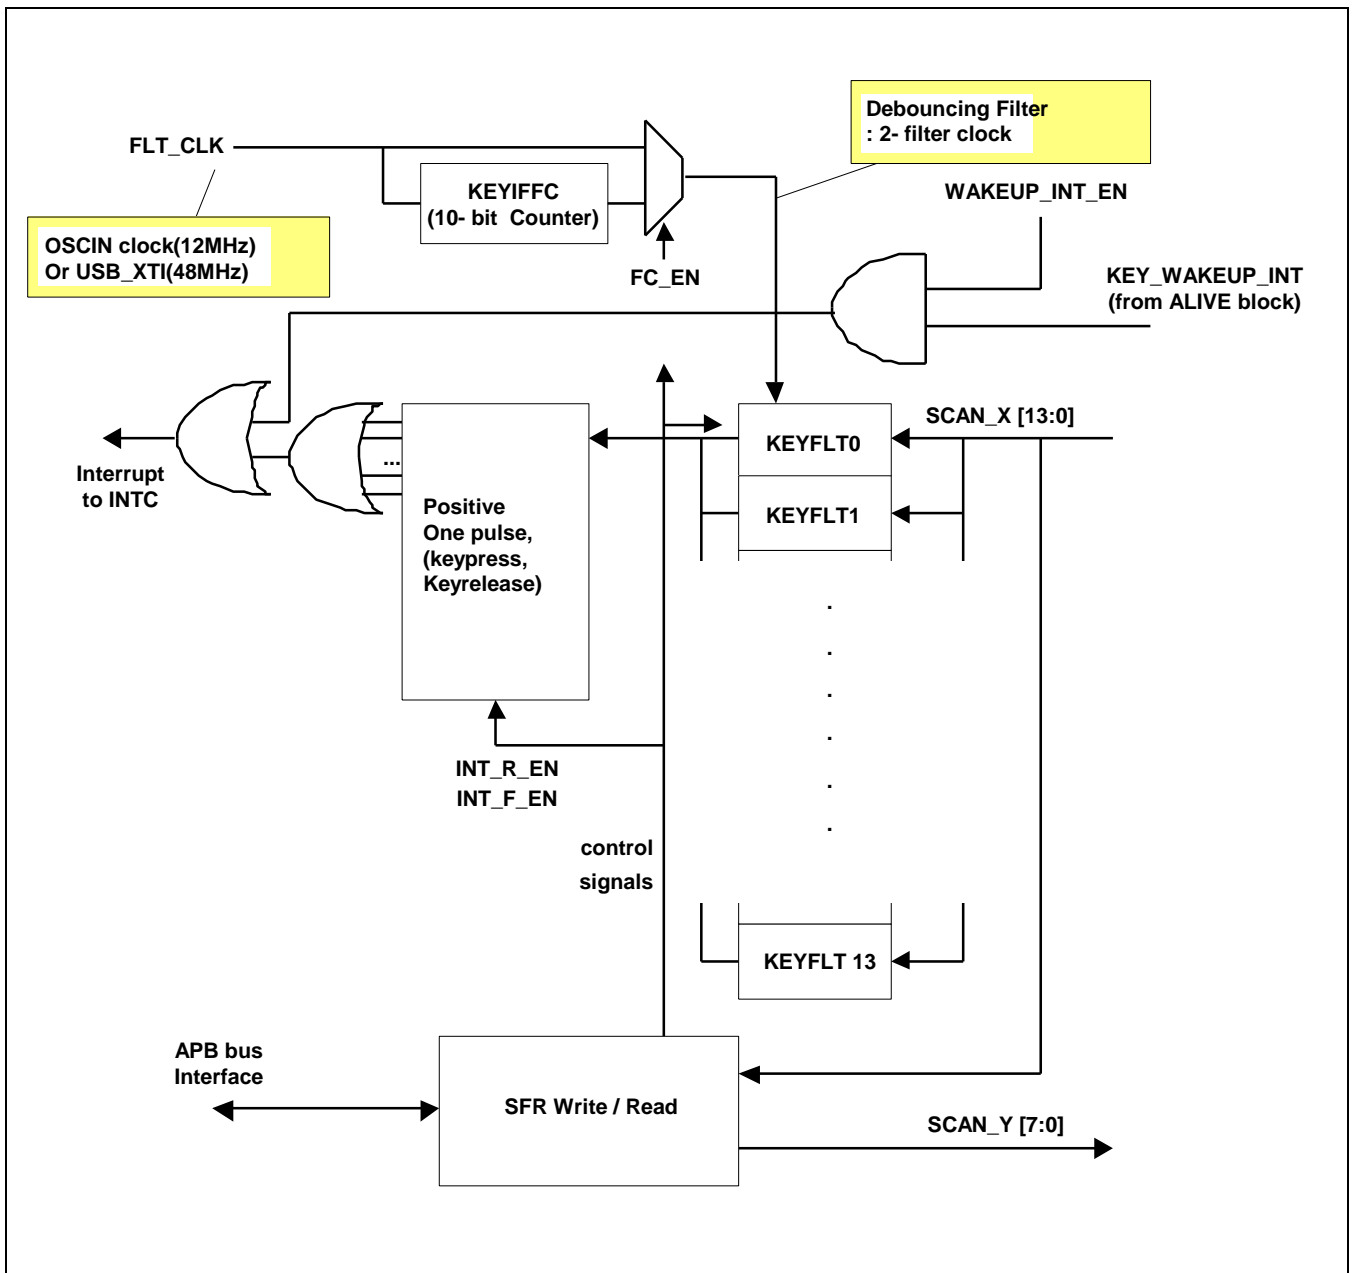 Debouncing Filter
: 2- filter clock
FLT_CLK
KEYIFFC
(10- bit Counter)
WAKEUP_INT_EN
OSCIN clock(12MHz)
Or USB_XTI(48MHz)
FC_EN
KEY_WAKEUP_INT
(from ALIVE block)
SCAN_X [13:0]
KEYFLT0
Interrupt
to INTC
...
Positive
One pulse,
(keypress,
Keyrelease)
KEYFLT1
.
.
.
.
.
.
INT_R_EN
INT_F_EN
control
signals
KEYFLT 13
APB bus
Interface
SFR Write / Read
SCAN_Y [7:0]